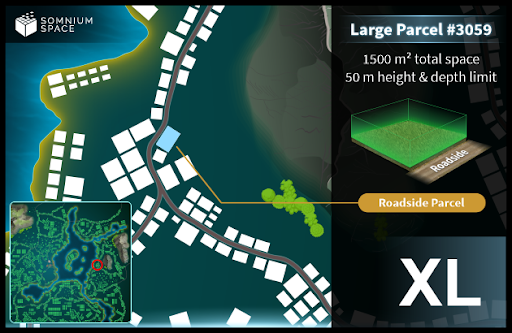 SOMNIUM
SPACE
Large Parcel #3059
1500 m² total space
50 m height & depth limit
Roadside
Roadside Parcel
XL